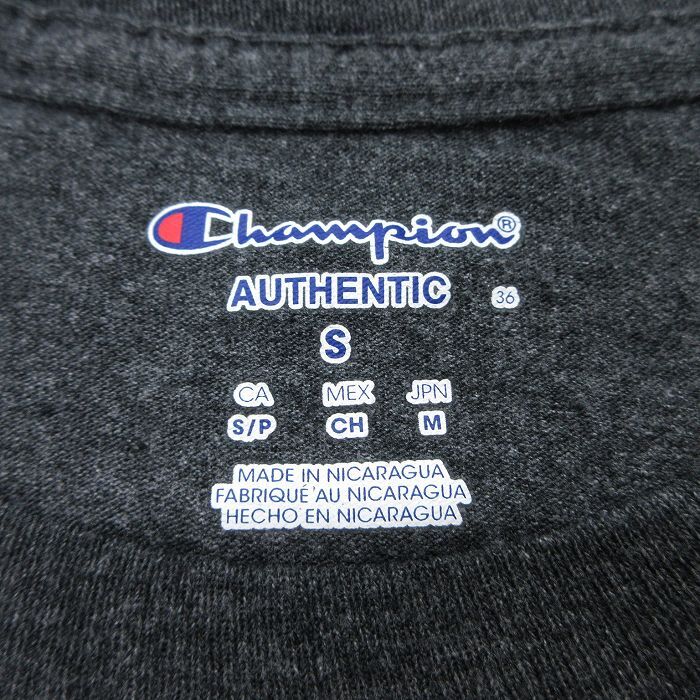 Champion®
AUTHENTIC 36
S
CA MEX JPN
S/P CH M
MADE IN NICARAGUA
FABRIQUÉ AU NICARAGUA
HECHO EN NICARAGUA